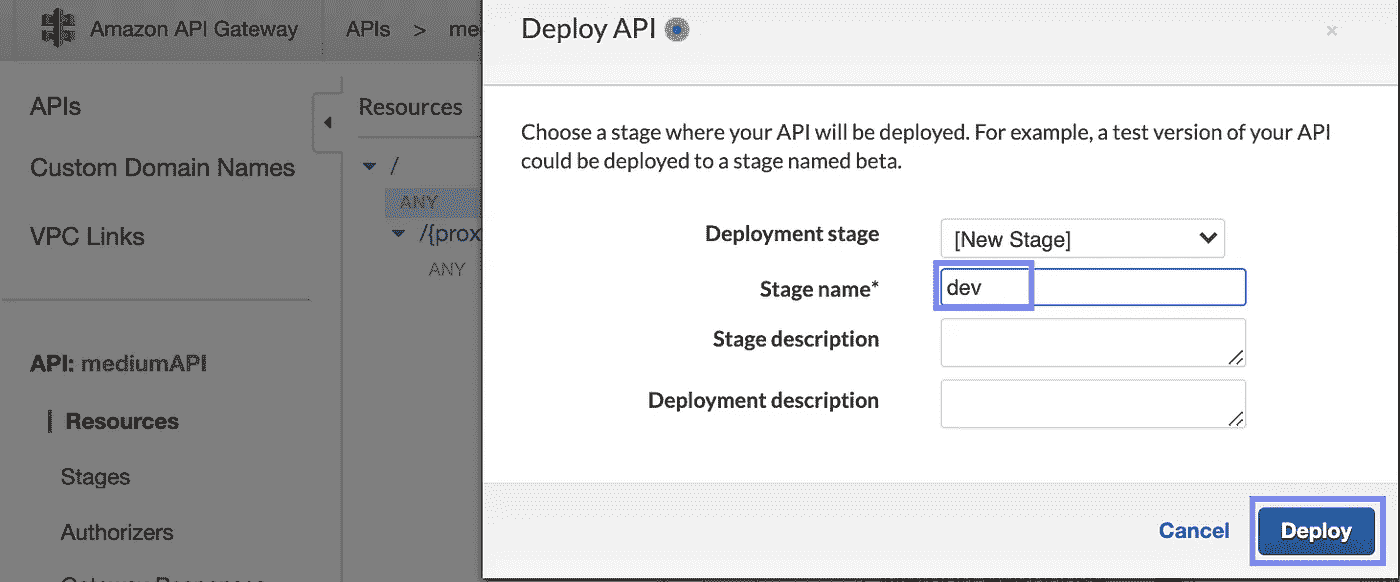 Amazon API Gateway
APIs > me
APIs
Custom Domain Names
VPC Links
API: mediumAPI
Resources
Stages
Authorizers
Gateway Responses
Resources
/
ANY
/{prox
ANY
Deploy API
×
Choose a stage where your API will be deployed. For example, a test version of your API
could be deployed to a stage named beta.
Deployment stage [New Stage]
Stage name* dev
Stage description
Deployment description
Cancel Deploy